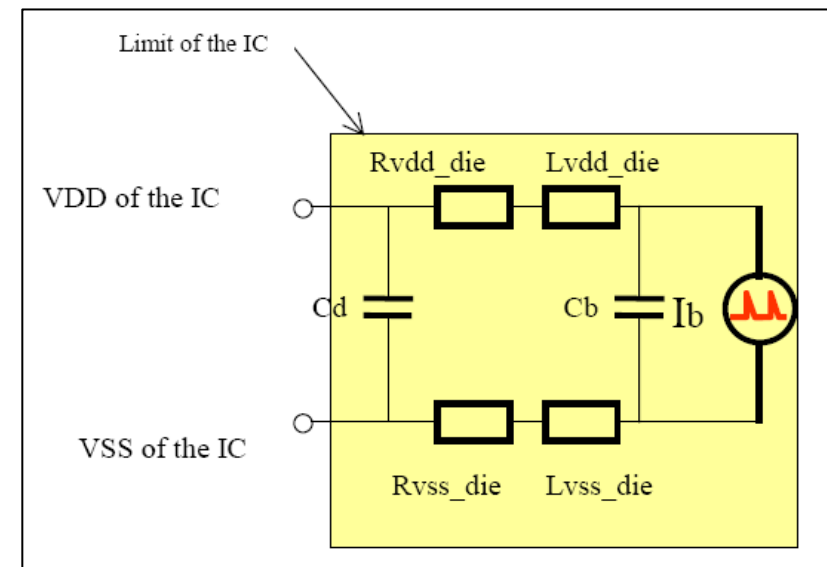 Limit of the IC
Rvdd_die Lvdd_die
VDD of the IC
Cd Cb Ib
VSS of the IC
Rvss_die Lvss_die